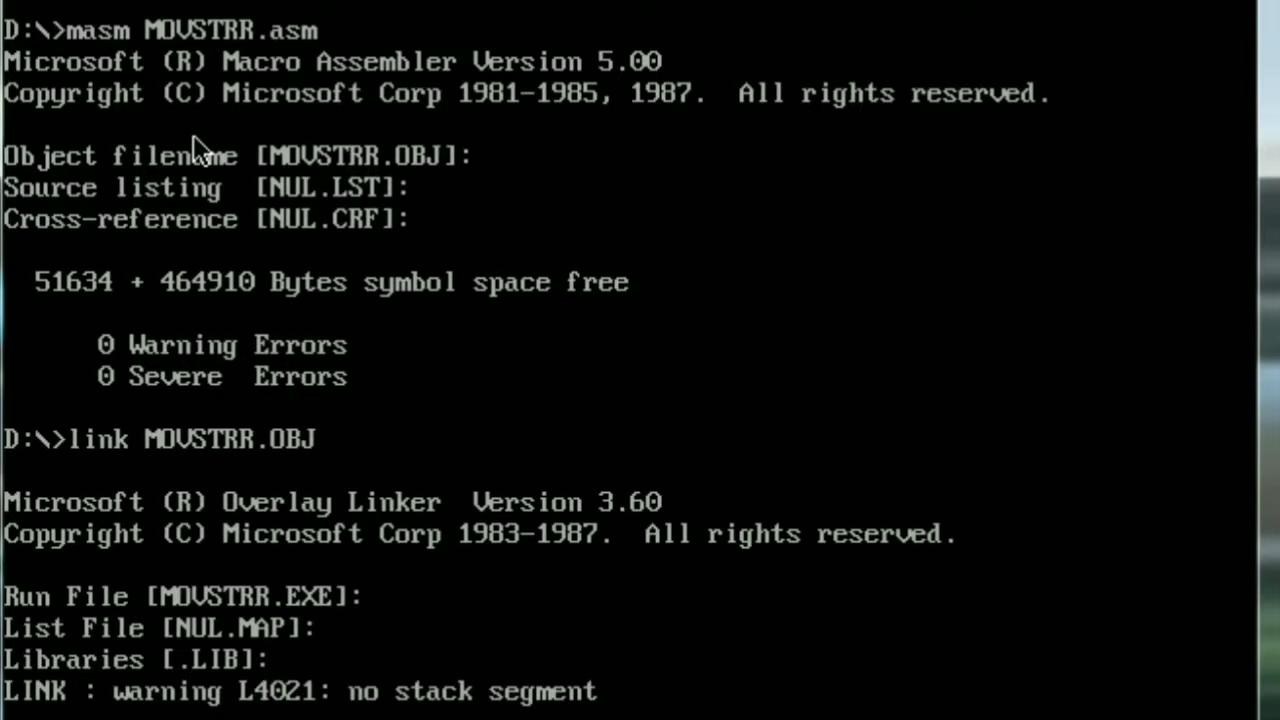 D:\>masm MOVSTRR.asm
Microsoft (R) Macro Assembler Version 5.00
Copyright (C) Microsoft Corp 1981-1985, 1987.  All rights reserved.
Object filename [MOVSTRR.OBJ]:
Source listing  [NUL.LST]:
Cross-reference [NUL.CRF]:
51634 + 464910 Bytes symbol space free
0 Warning Errors
0 Severe  Errors
D:\>link MOVSTRR.OBJ
Microsoft (R) Overlay Linker  Version 3.60
Copyright (C) Microsoft Corp 1983-1987.  All rights reserved.
Run File [MOVSTRR.EXE]:
List File [NUL.MAP]:
Libraries [.LIB]:
LINK : warning L4021: no stack segment